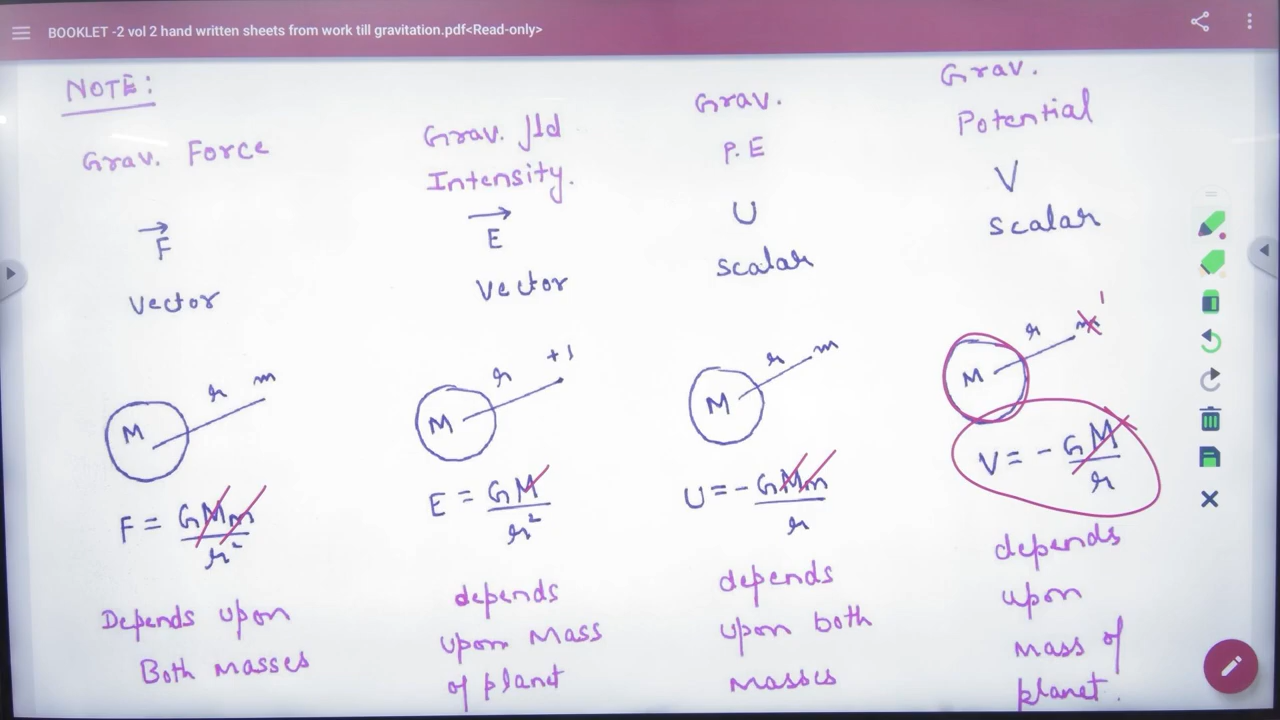 BOOKLET -2 vol 2 hand written sheets from work till gravitation.pdf<Read-only>
NOTE:
Grav. Force
F
vector
M r m
F = GMm/r²
Depends upon
Both masses
Grav. fld
Intensity.
E
vector
M r +1
E = GM/r²
depends
upon Mass
of planet
Grav.
P.E
U
scalar
M r m
U = - GMm/r
depends
upon both
masses
Grav.
Potential
V
scalar
M r m 1
V = - GM/r
depends
upon
mass of
planet.